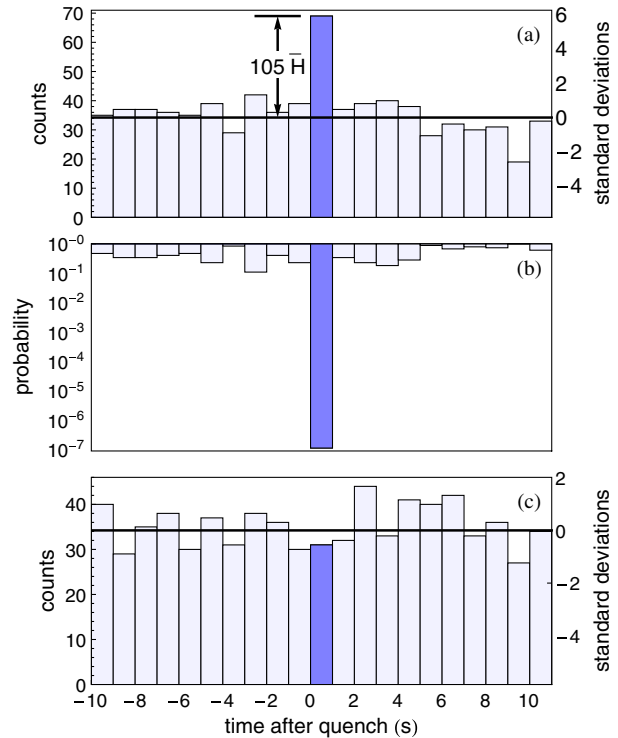 70
60
50
40
30
20
10
0
counts
105 H̅
(a)
6
4
2
0
−2
−4
standard deviations
10⁻⁰
10⁻¹
10⁻²
10⁻³
10⁻⁴
10⁻⁵
10⁻⁶
10⁻⁷
probability
(b)
40
30
20
10
0
counts
(c)
2
0
−2
−4
standard deviations
−10 −8 −6 −4 −2 0 2 4 6 8 10
time after quench (s)